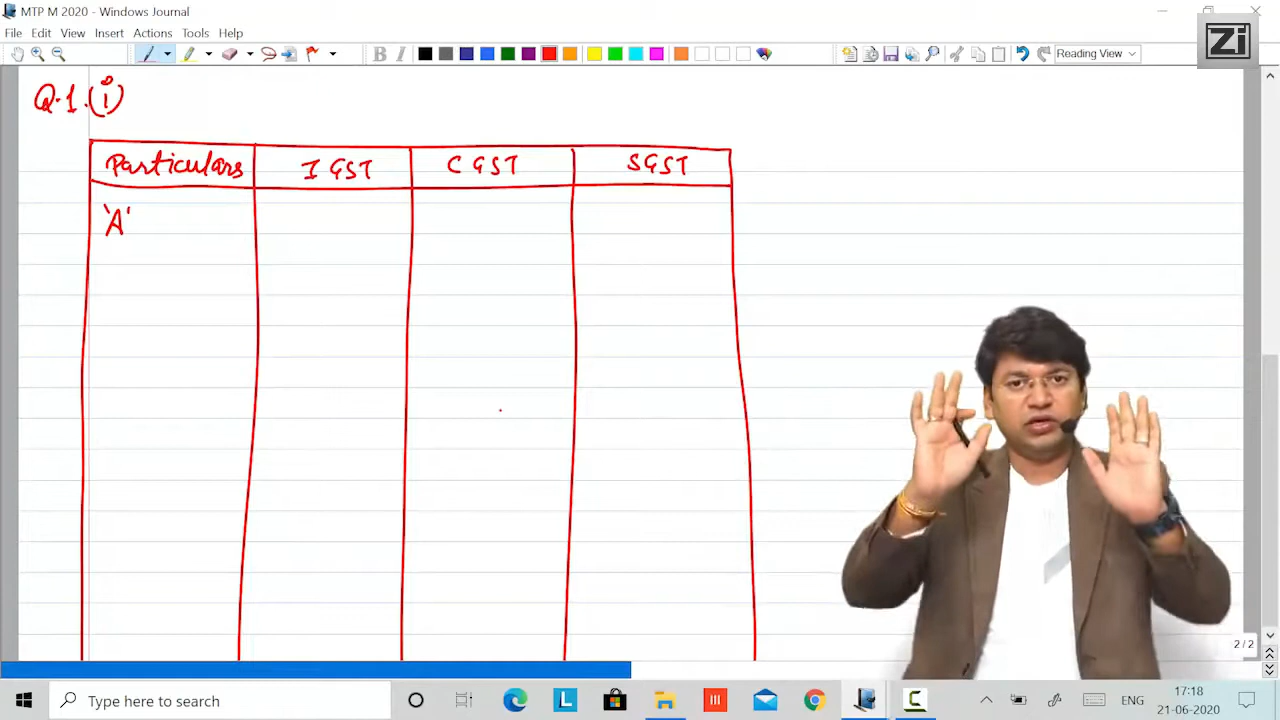 MTP M 2020 - Windows Journal
File Edit View Insert Actions Tools Help
Zi
B I
Reading View
Q.1.(i)
Particulars IGST CGST SGST
'A'
2/2
Type here to search
L
ENG
17:18
21-06-2020